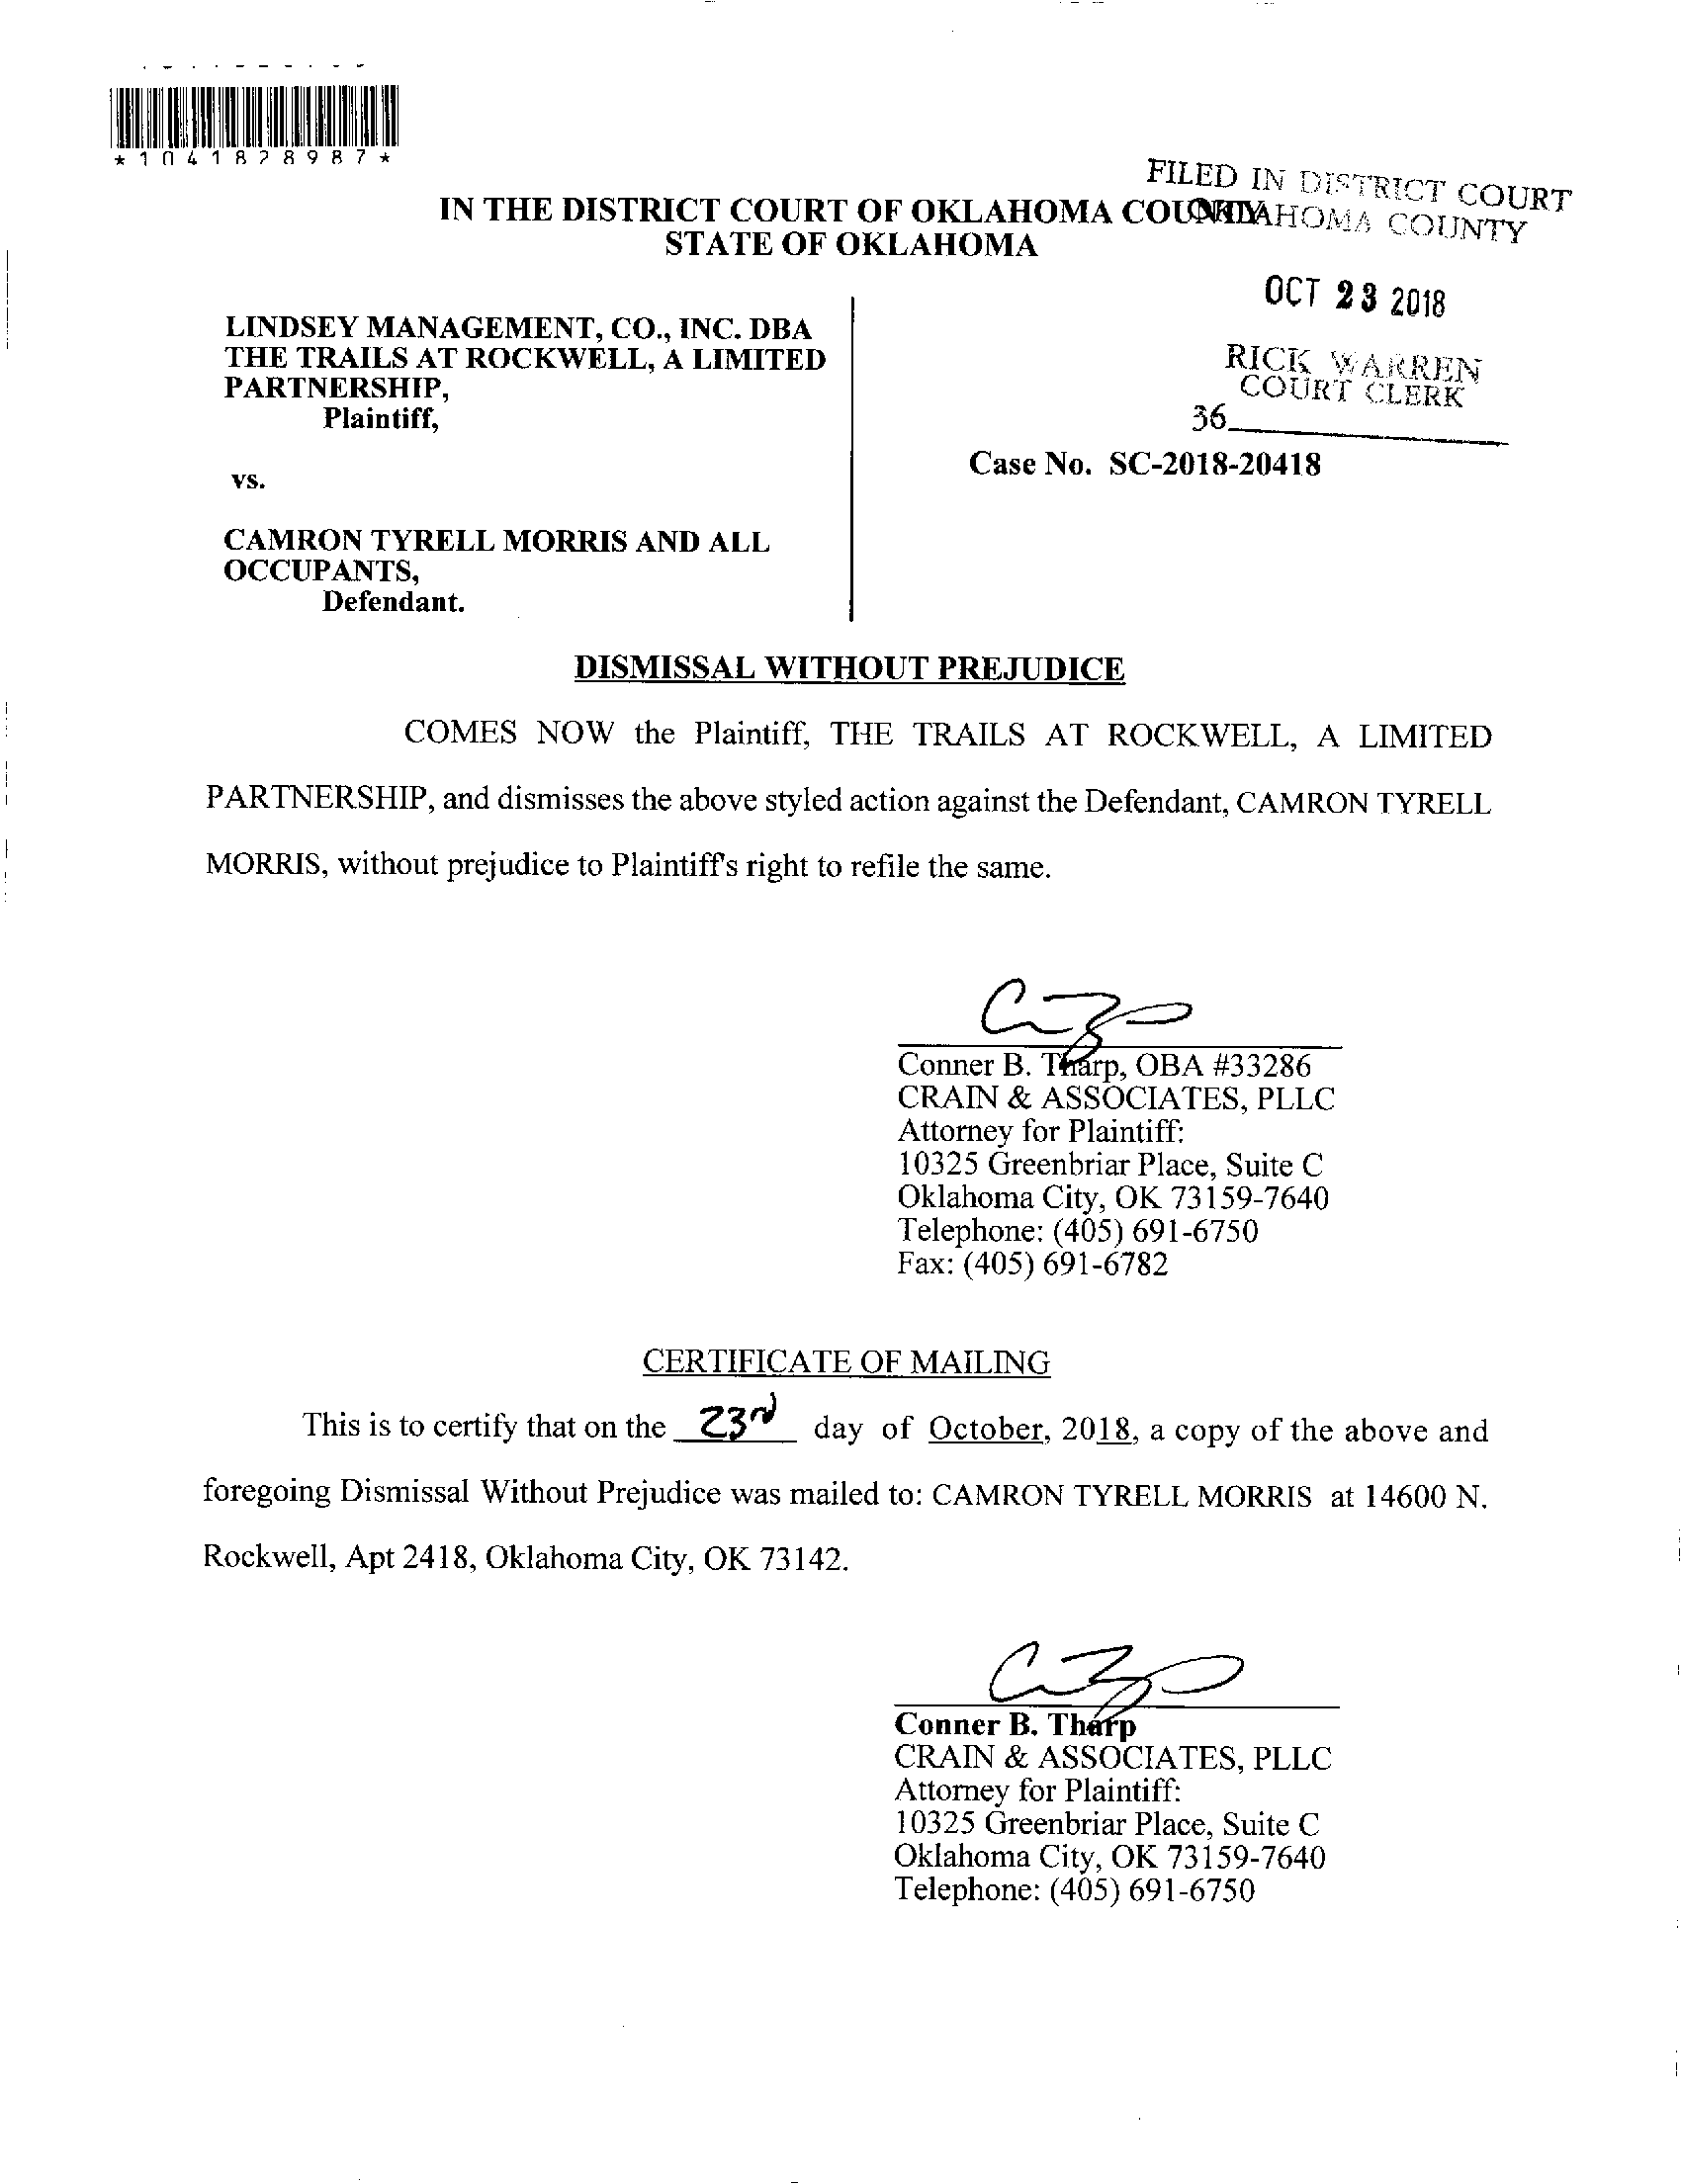 *1041828987*
FILED IN DISTRICT COURT
OKLAHOMA COUNTY
IN THE DISTRICT COURT OF OKLAHOMA COUNTY
STATE OF OKLAHOMA
OCT 23 2018
RICK WARREN
COURT CLERK
36
LINDSEY MANAGEMENT, CO., INC. DBA
THE TRAILS AT ROCKWELL, A LIMITED
PARTNERSHIP,
Plaintiff,
vs.
Case No. SC-2018-20418
CAMRON TYRELL MORRIS AND ALL
OCCUPANTS,
Defendant.
DISMISSAL WITHOUT PREJUDICE
COMES NOW the Plaintiff, THE TRAILS AT ROCKWELL, A LIMITED
PARTNERSHIP, and dismisses the above styled action against the Defendant, CAMRON TYRELL
MORRIS, without prejudice to Plaintiff's right to refile the same.
Conner B. Tharp, OBA #33286
CRAIN & ASSOCIATES, PLLC
Attorney for Plaintiff:
10325 Greenbriar Place, Suite C
Oklahoma City, OK 73159-7640
Telephone: (405) 691-6750
Fax: (405) 691-6782
CERTIFICATE OF MAILING
This is to certify that on the 23rd day of October, 2018, a copy of the above and
foregoing Dismissal Without Prejudice was mailed to: CAMRON TYRELL MORRIS at 14600 N.
Rockwell, Apt 2418, Oklahoma City, OK 73142.
Conner B. Tharp
CRAIN & ASSOCIATES, PLLC
Attorney for Plaintiff:
10325 Greenbriar Place, Suite C
Oklahoma City, OK 73159-7640
Telephone: (405) 691-6750